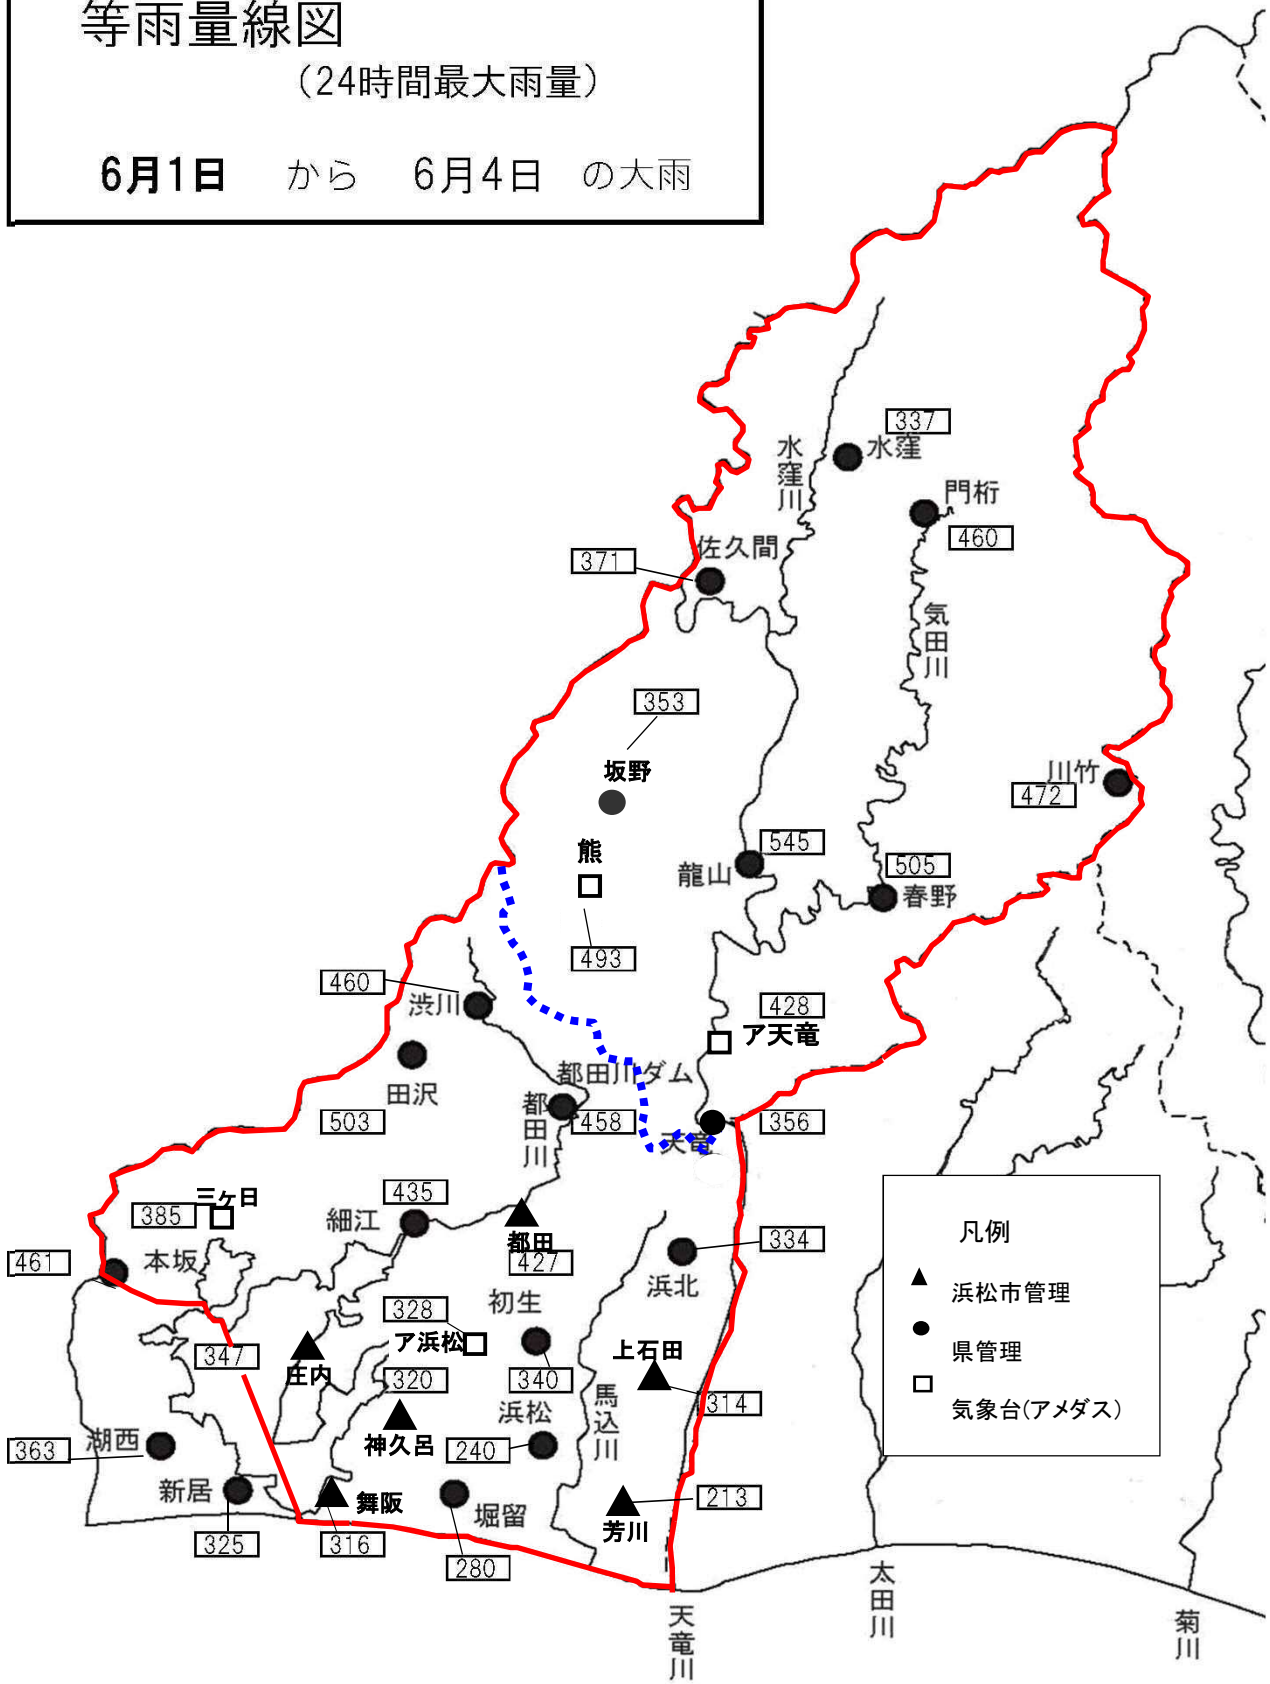 等雨量線図
（24時間最大雨量）
6月1日 から 6月4日 の大雨
337
水窪
水窪川
門桁
460
佐久間
371
気田川
353
坂野
川竹
472
熊
545
龍山
505
春野
493
460
渋川
428
ア天竜
田沢
都田川ダム
503
都田川
458
天竜
356
385
三ケ日
435
細江
都田
427
334
浜北
461
本坂
328
初生
ア浜松
347
庄内
320
340
上石田
314
馬込川
363
湖西
神久呂
浜松
240
新居
舞阪
堀留
213
芳川
325
316
280
凡例
浜松市管理
県管理
気象台(アメダス)
天竜川
太田川
菊川